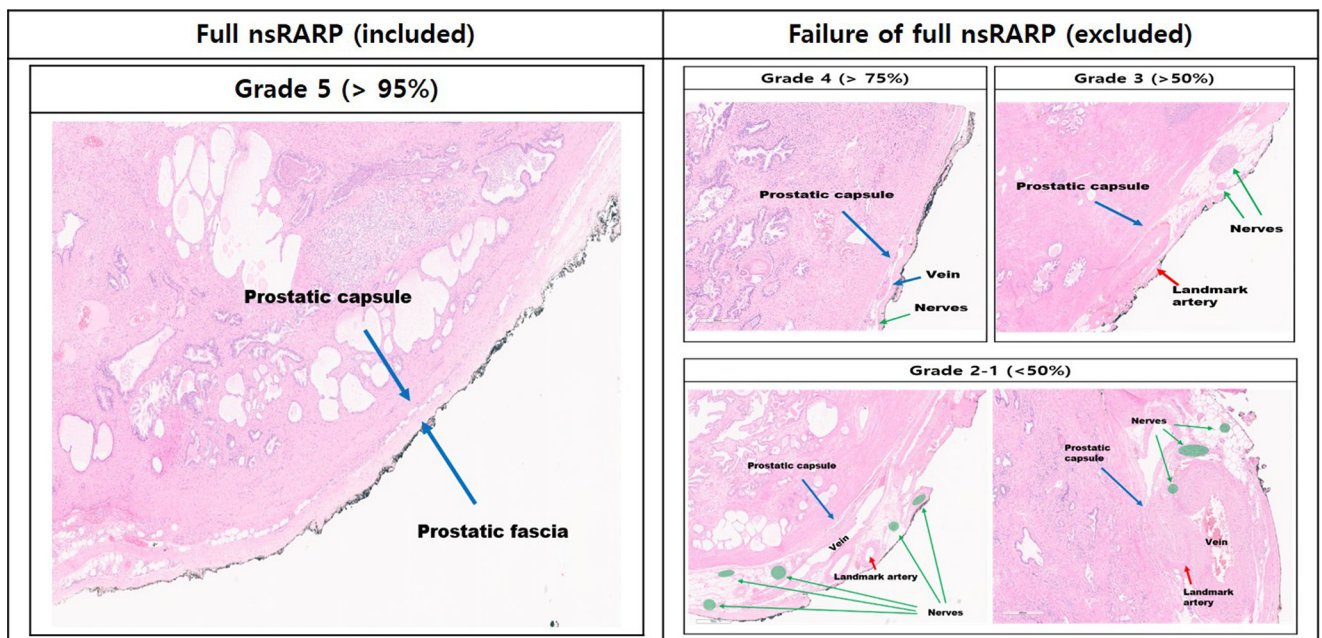 Full nsRARP (included)
Failure of full nsRARP (excluded)
Grade 5 (> 95%)
Prostatic capsule
Prostatic fascia
Grade 4 (> 75%)
Prostatic capsule
Vein
Nerves
Grade 3 (>50%)
Prostatic capsule
Nerves
Landmark
artery
Grade 2-1 (<50%)
Prostatic capsule
Vein
Landmark artery
Nerves
Nerves
Prostatic
capsule
Vein
Landmark
artery